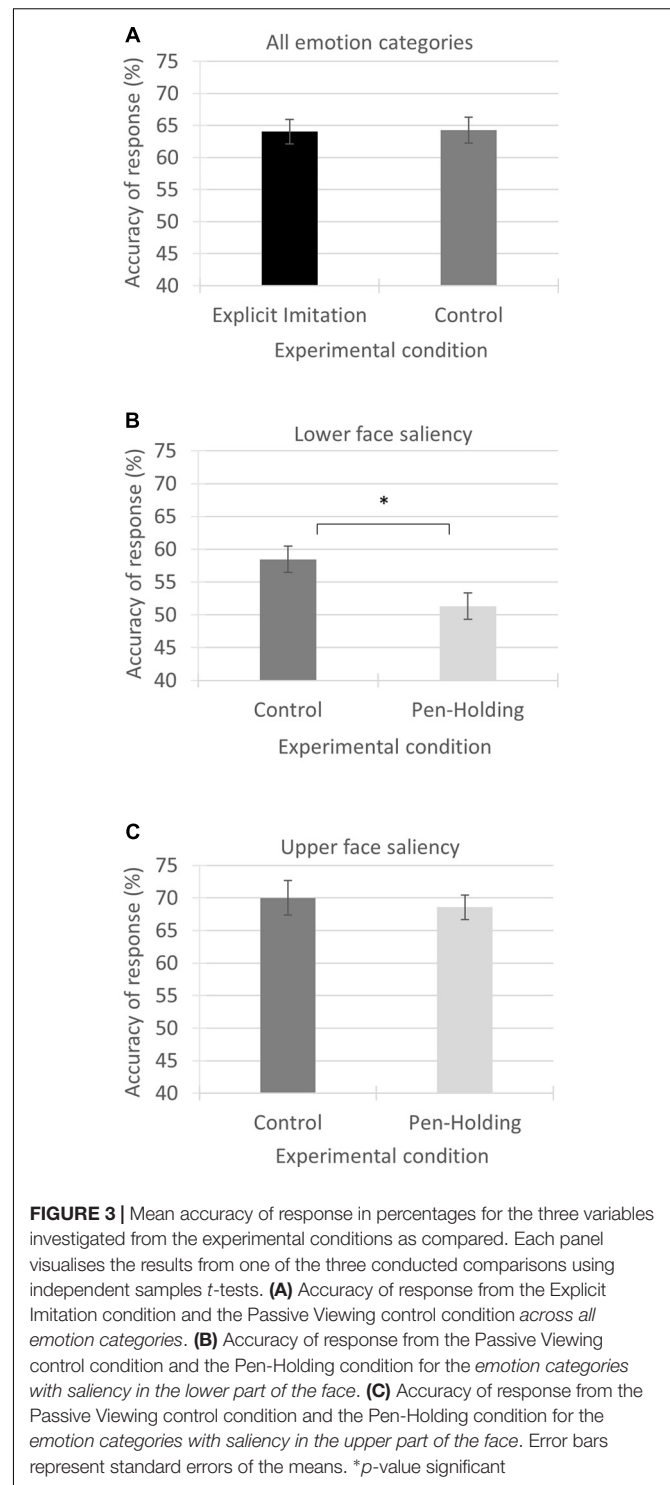 A
All emotion categories
Accuracy of response (%)
75
70
65
60
55
50
45
40
Explicit Imitation Control
Experimental condition
B
Lower face saliency
Accuracy of response (%)
75
70
65
60
55
50
45
40
*
Control Pen-Holding
Experimental condition
C
Upper face saliency
Accuracy of response (%)
75
70
65
60
55
50
45
40
Control Pen-Holding
Experimental condition
FIGURE 3 | Mean accuracy of response in percentages for the three variables
investigated from the experimental conditions as compared. Each panel
visualises the results from one of the three conducted comparisons using
independent samples t-tests. (A) Accuracy of response from the Explicit
Imitation condition and the Passive Viewing control condition across all
emotion categories. (B) Accuracy of response from the Passive Viewing
control condition and the Pen-Holding condition for the emotion categories
with saliency in the lower part of the face. (C) Accuracy of response from the
Passive Viewing control condition and the Pen-Holding condition for the
emotion categories with saliency in the upper part of the face. Error bars
represent standard errors of the means. *p-value significant